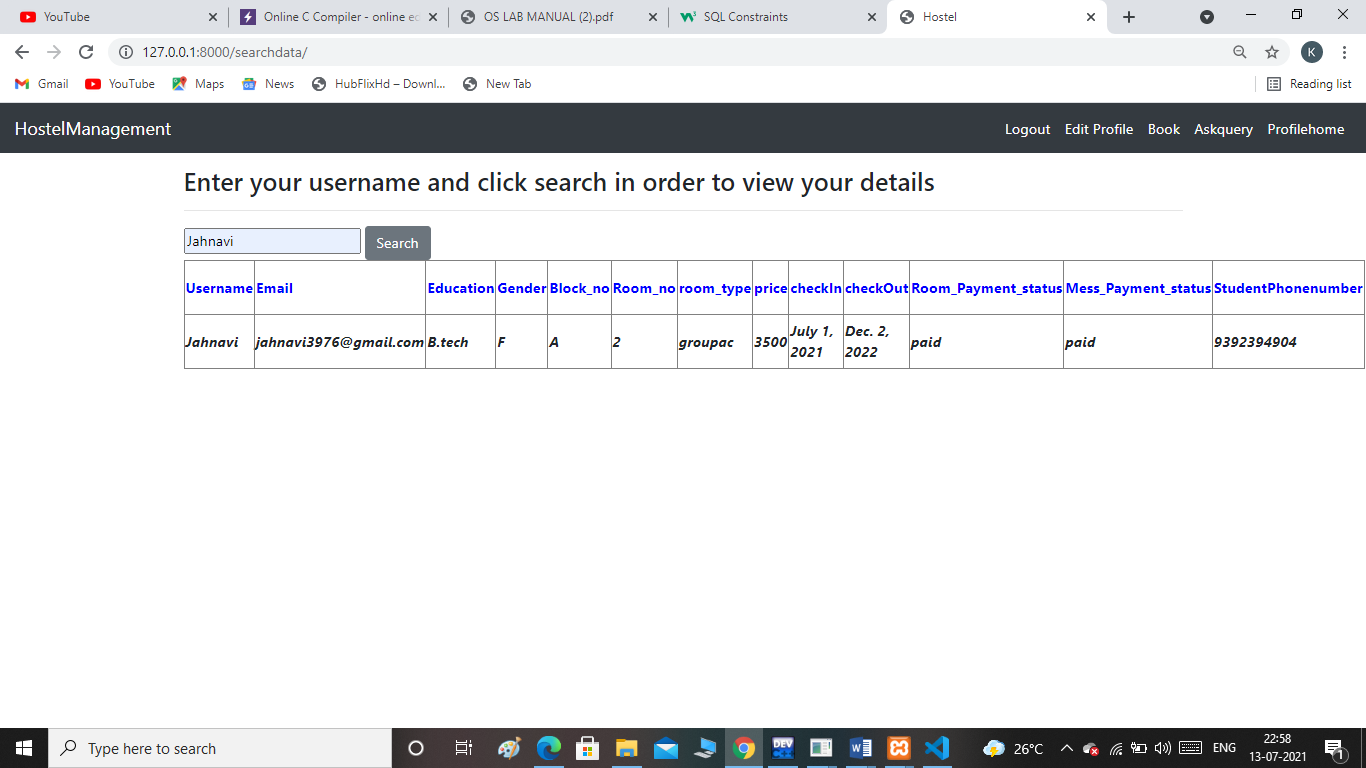 YouTube
Online C Compiler - online ec
OS LAB MANUAL (2).pdf
SQL Constraints
Hostel
127.0.0.1:8000/searchdata/
K
Gmail
YouTube
Maps
News
HubFlixHd – Downl...
New Tab
Reading list
HostelManagement
Logout Edit Profile Book Askquery Profilehome
Enter your username and click search in order to view your details
Jahnavi Search
Username Email Education Gender Block_no Room_no room_type price checkIn checkOut Room_Payment_status Mess_Payment_status StudentPhonenumber
Jahnavi jahnavi3976@gmail.com B.tech F A 2 groupac 3500 July 1, 2021 Dec. 2, 2022 paid paid 9392394904
Type here to search
DEV
26°C
ENG
22:58
13-07-2021
1